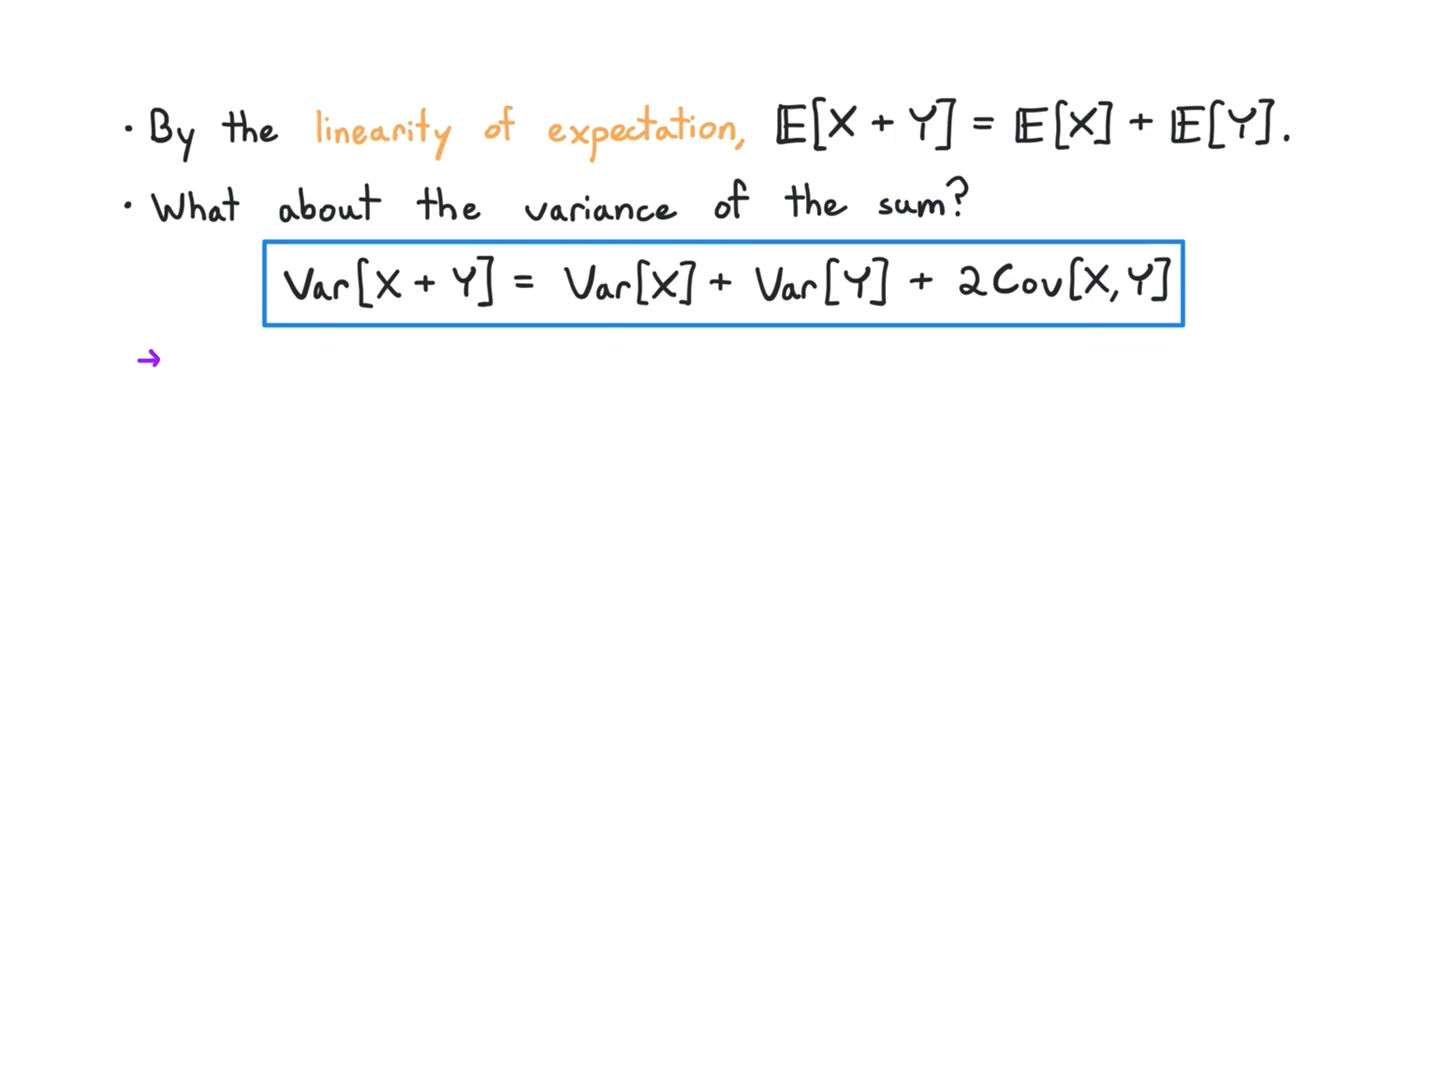 · By the linearity of expectation, 𝔼[X + Y] = 𝔼[X] + 𝔼[Y].
· What about the variance of the sum?
Var[X + Y] = Var[X] + Var[Y] + 2Cov[X,Y]
→